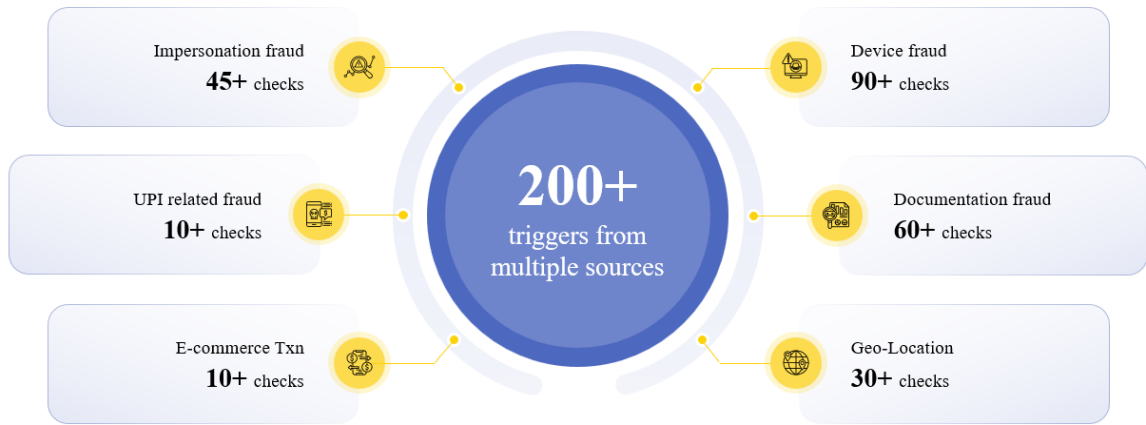 Impersonation fraud
45+ checks
UPI related fraud
10+ checks
E-commerce Txn
10+ checks
200+
triggers from
multiple sources
Device fraud
90+ checks
Documentation fraud
60+ checks
Geo-Location
30+ checks